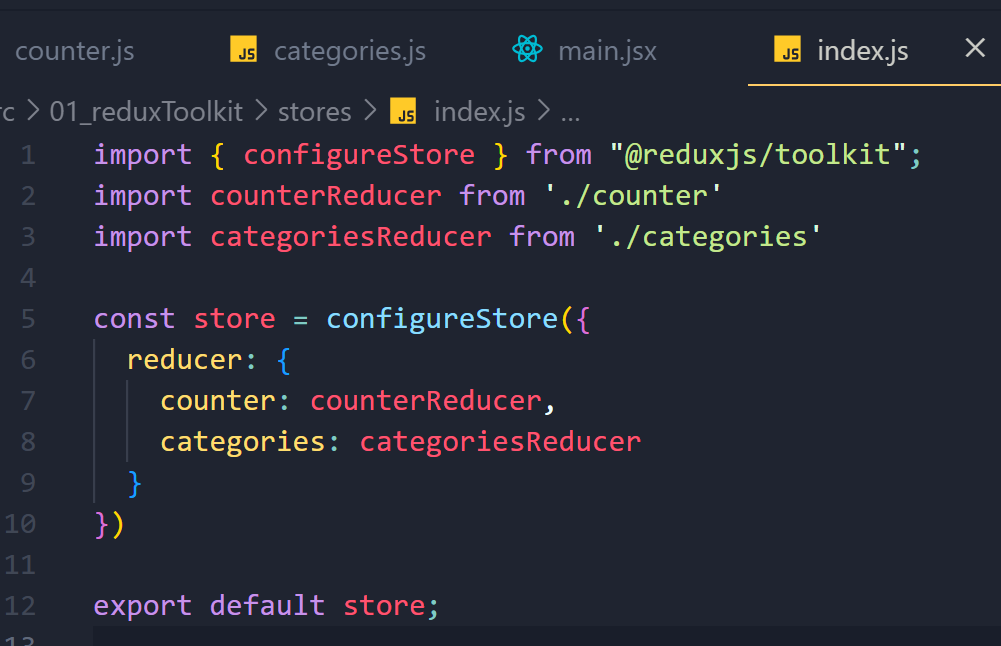 counter.js JS categories.js main.jsx JS index.js
rc > 01_reduxToolkit > stores > JS index.js > ...
1 import { configureStore } from "@reduxjs/toolkit";
2 import counterReducer from './counter'
3 import categoriesReducer from './categories'
4
5 const store = configureStore({
6 reducer: {
7 counter: counterReducer,
8 categories: categoriesReducer
9 }
10 })
11
12 export default store;
13